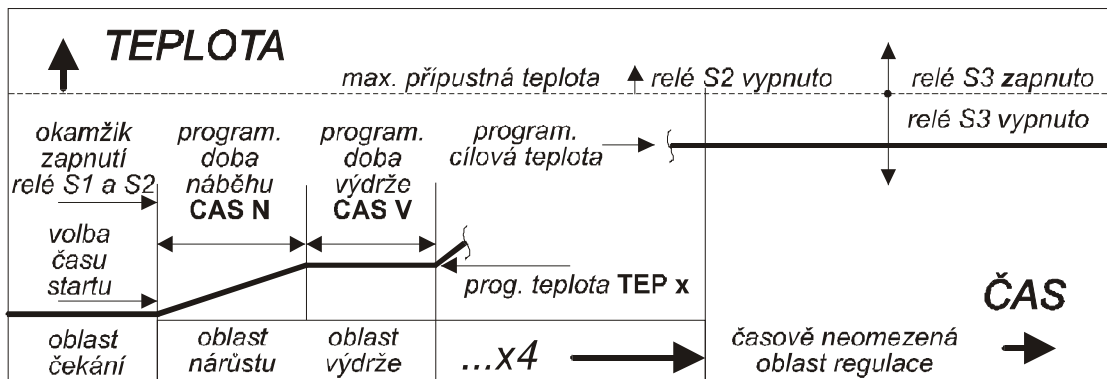 TEPLOTA
max. přípustná teplota
relé S2 vypnuto
relé S3 zapnuto
relé S3 vypnuto
okamžik
zapnutí
relé S1 a S2
program.
doba
náběhu
CAS N
program.
doba
výdrže
CAS V
program.
cílová teplota
volba
času
startu
prog. teplota TEP x
ČAS
oblast
čekání
oblast
nárůstu
oblast
výdrže
...x4
časově neomezená
oblast regulace